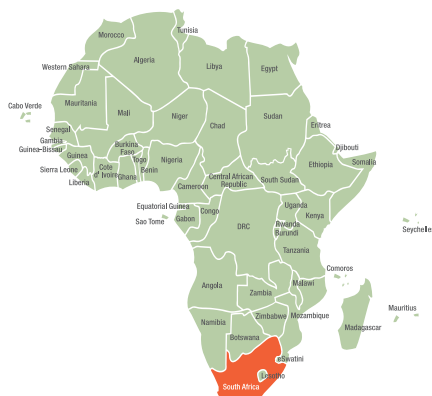 Tunisia
Morocco
Algeria
Libya
Egypt
Western Sahara
Cabo Verde
Mauritania
Mali
Niger
Chad
Sudan
Eritrea
Senegal
Gambia
Guinea-Bissau
Guinea
Sierra Leone
Liberia
Cote
d' Ivoire
Burkina
Faso
Ghana
Togo
Benin
Nigeria
Djibouti
Somalia
Ethiopia
Cameroon
Central African
Republic
South Sudan
Equatorial Guinea
Sao Tome
Gabon
Congo
DRC
Uganda
Kenya
Rwanda
Burundi
Tanzania
Seychelle
Comoros
Angola
Zambia
Malawi
Mozambique
Zimbabwe
Mauritius
Madagascar
Namibia
Botswana
eSwatini
Lesotho
South Africa